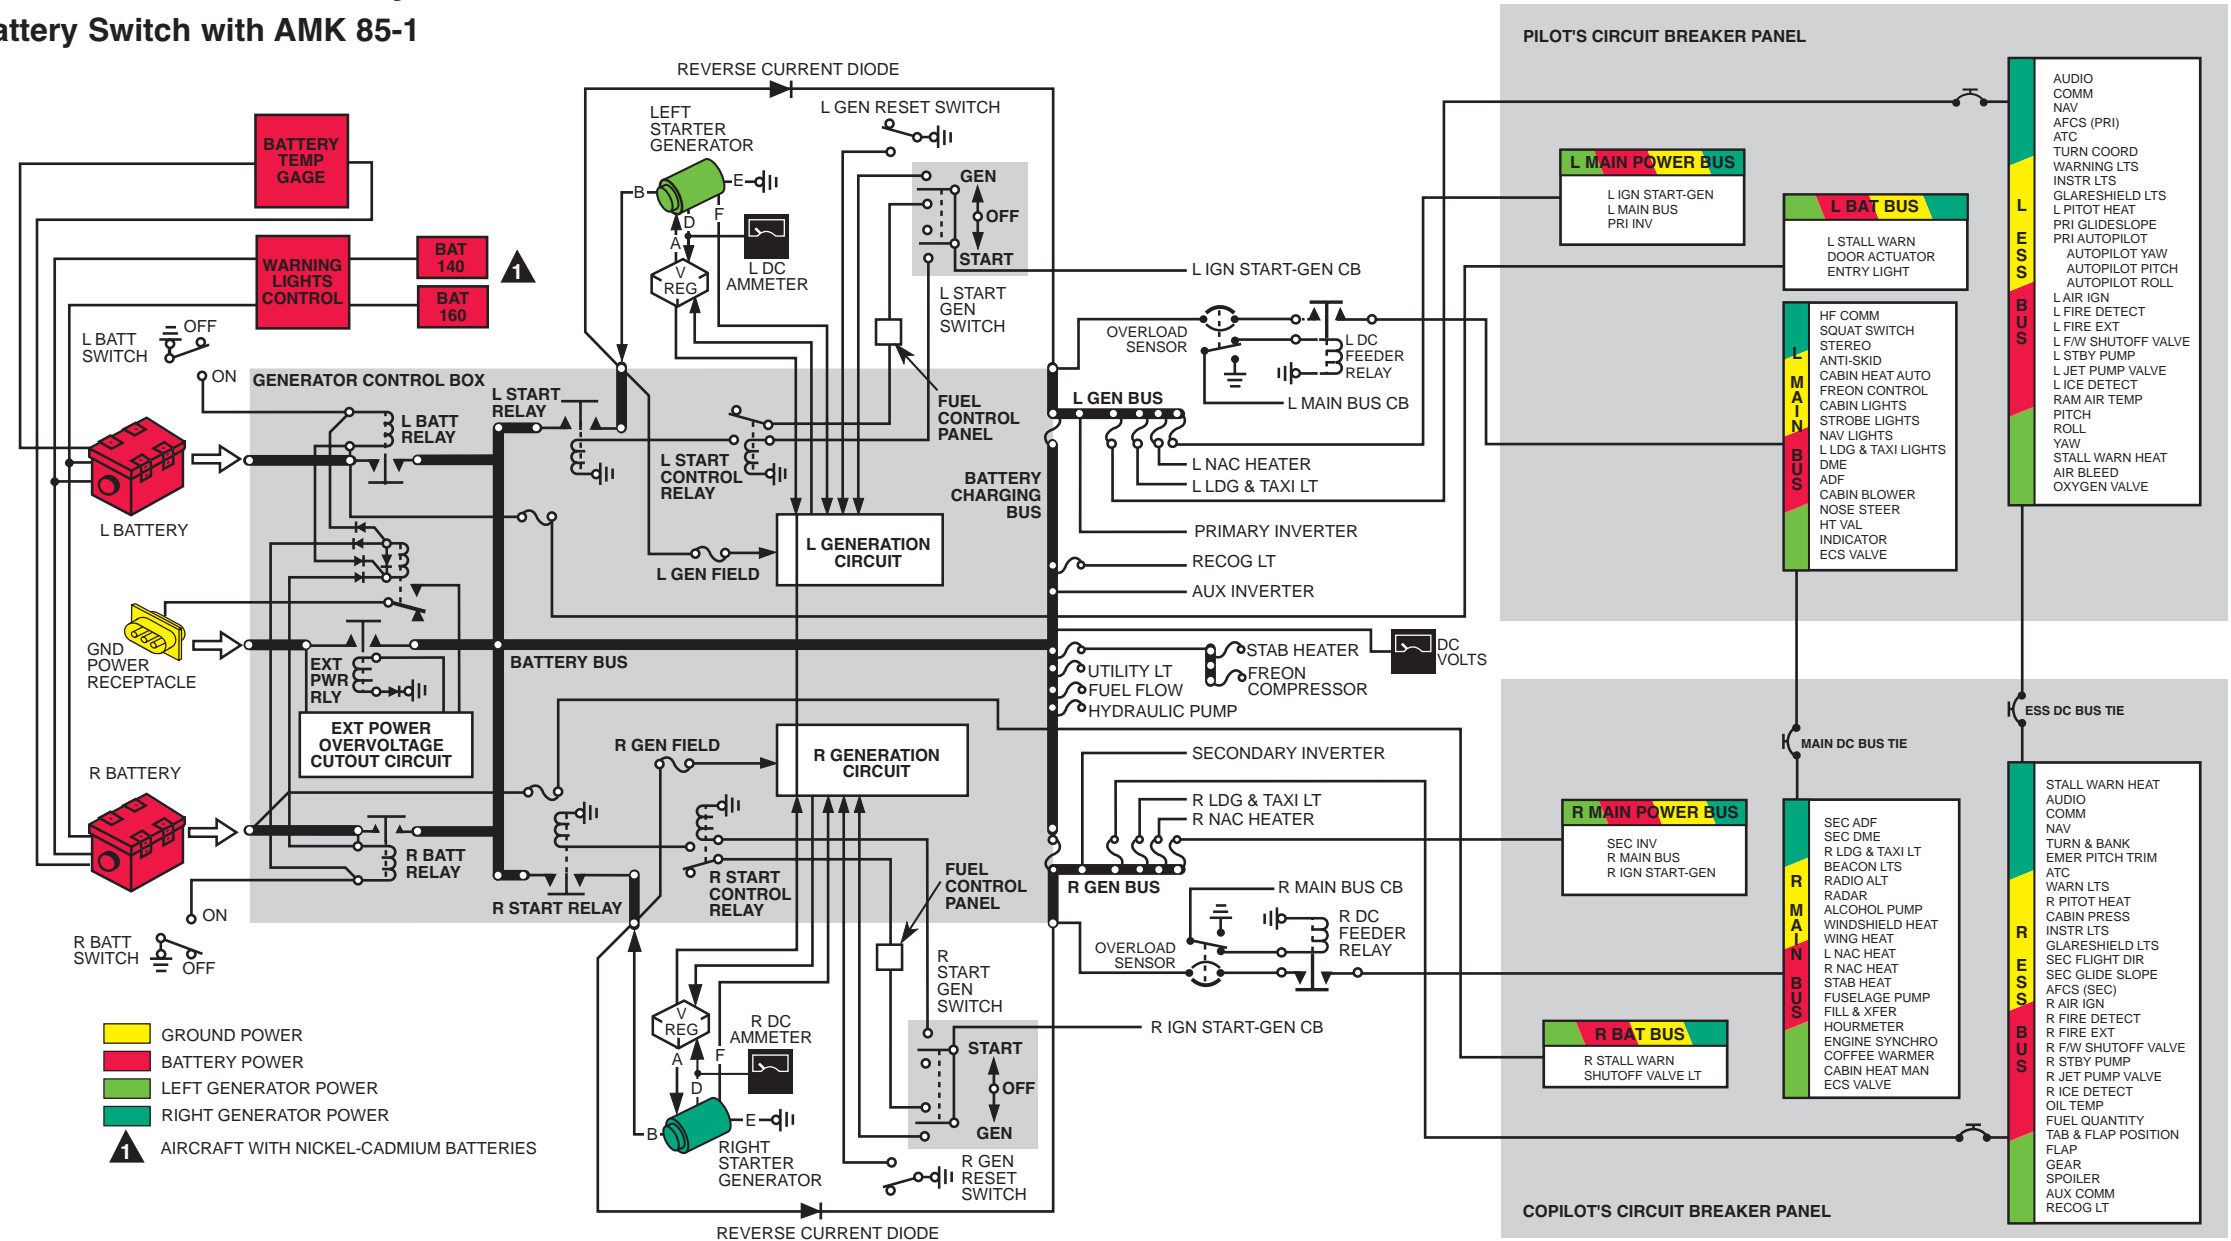 attery Switch with AMK 85-1
REVERSE CURRENT DIODE
BATTERY
TEMP
GAGE
WARNING
LIGHTS
CONTROL
BAT
140
BAT
160
1
L BATT
SWITCH
OFF
ON
GENERATOR CONTROL BOX
L BATTERY
L BATT
RELAY
L START
RELAY
LEFT
STARTER
GENERATOR
B
E
D
F
A
V
REG
L DC
AMMETER
L GEN RESET SWITCH
GEN
OFF
START
L START
GEN
SWITCH
FUEL
CONTROL
PANEL
L START
CONTROL
RELAY
L GEN FIELD
L GENERATION
CIRCUIT
BATTERY
CHARGING
BUS
L IGN START-GEN CB
OVERLOAD
SENSOR
L DC
FEEDER
RELAY
L MAIN BUS CB
L GEN BUS
L NAC HEATER
L LDG & TAXI LT
PRIMARY INVERTER
RECOG LT
AUX INVERTER
GND
POWER
RECEPTACLE
EXT
PWR
RLY
BATTERY BUS
EXT POWER
OVERVOLTAGE
CUTOUT CIRCUIT
STAB HEATER
UTILITY LT
FREON
COMPRESSOR
FUEL FLOW
HYDRAULIC PUMP
DC
VOLTS
SECONDARY INVERTER
R LDG & TAXI LT
R NAC HEATER
R GEN BUS
R GEN FIELD
R GENERATION
CIRCUIT
R BATTERY
R BATT
RELAY
R START RELAY
R START
CONTROL
RELAY
FUEL
CONTROL
PANEL
ON
R BATT
SWITCH
OFF
R MAIN BUS CB
OVERLOAD
SENSOR
R DC
FEEDER
RELAY
R
START
GEN
SWITCH
START
OFF
GEN
R IGN START-GEN CB
V
REG
A
F
D
E
B
R DC
AMMETER
RIGHT
STARTER
GENERATOR
R GEN
RESET
SWITCH
REVERSE CURRENT DIODE
GROUND POWER
BATTERY POWER
LEFT GENERATOR POWER
RIGHT GENERATOR POWER
1
AIRCRAFT WITH NICKEL-CADMIUM BATTERIES
PILOT'S CIRCUIT BREAKER PANEL
L MAIN POWER BUS
L IGN START-GEN
L MAIN BUS
PRI INV
L BAT BUS
L STALL WARN
DOOR ACTUATOR
ENTRY LIGHT
L MAIN BUS
HF COMM
SQUAT SWITCH
STEREO
ANTI-SKID
CABIN HEAT AUTO
FREON CONTROL
CABIN LIGHTS
STROBE LIGHTS
NAV LIGHTS
L LDG & TAXI LIGHTS
DME
ADF
CABIN BLOWER
NOSE STEER
HT VAL
INDICATOR
ECS VALVE
L ESS BUS
AUDIO
COMM
NAV
AFCS (PRI)
ATC
TURN COORD
WARNING LTS
INSTR LTS
GLARESHIELD LTS
L PITOT HEAT
PRI GLIDESLOPE
PRI AUTOPILOT
AUTOPILOT YAW
AUTOPILOT PITCH
AUTOPILOT ROLL
L AIR IGN
L FIRE DETECT
L FIRE EXT
L F/W SHUTOFF VALVE
L STBY PUMP
L JET PUMP VALVE
L ICE DETECT
RAM AIR TEMP
PITCH
ROLL
YAW
STALL WARN HEAT
AIR BLEED
OXYGEN VALVE
MAIN DC BUS TIE
ESS DC BUS TIE
R MAIN POWER BUS
SEC INV
R MAIN BUS
R IGN START-GEN
R BAT BUS
R STALL WARN
SHUTOFF VALVE LT
R MAIN BUS
SEC ADF
SEC DME
R LDG & TAXI LT
BEACON LTS
RADIO ALT
RADAR
ALCOHOL PUMP
WINDSHIELD HEAT
WING HEAT
L NAC HEAT
R NAC HEAT
STAB HEAT
FUSELAGE PUMP
FILL & XFER
HOURMETER
ENGINE SYNCHRO
COFFEE WARMER
CABIN HEAT MAN
ECS VALVE
R ESS BUS
STALL WARN HEAT
AUDIO
COMM
NAV
TURN & BANK
EMER PITCH TRIM
ATC
WARN LTS
R PITOT HEAT
CABIN PRESS
INSTR LTS
GLARESHIELD LTS
SEC FLIGHT DIR
SEC GLIDE SLOPE
AFCS (SEC)
R AIR IGN
R FIRE DETECT
R FIRE EXT
R F/W SHUTOFF VALVE
R STBY PUMP
R JET PUMP VALVE
R ICE DETECT
OIL TEMP
FUEL QUANTITY
TAB & FLAP POSITION
FLAP
GEAR
SPOILER
AUX COMM
RECOG LT
COPILOT'S CIRCUIT BREAKER PANEL